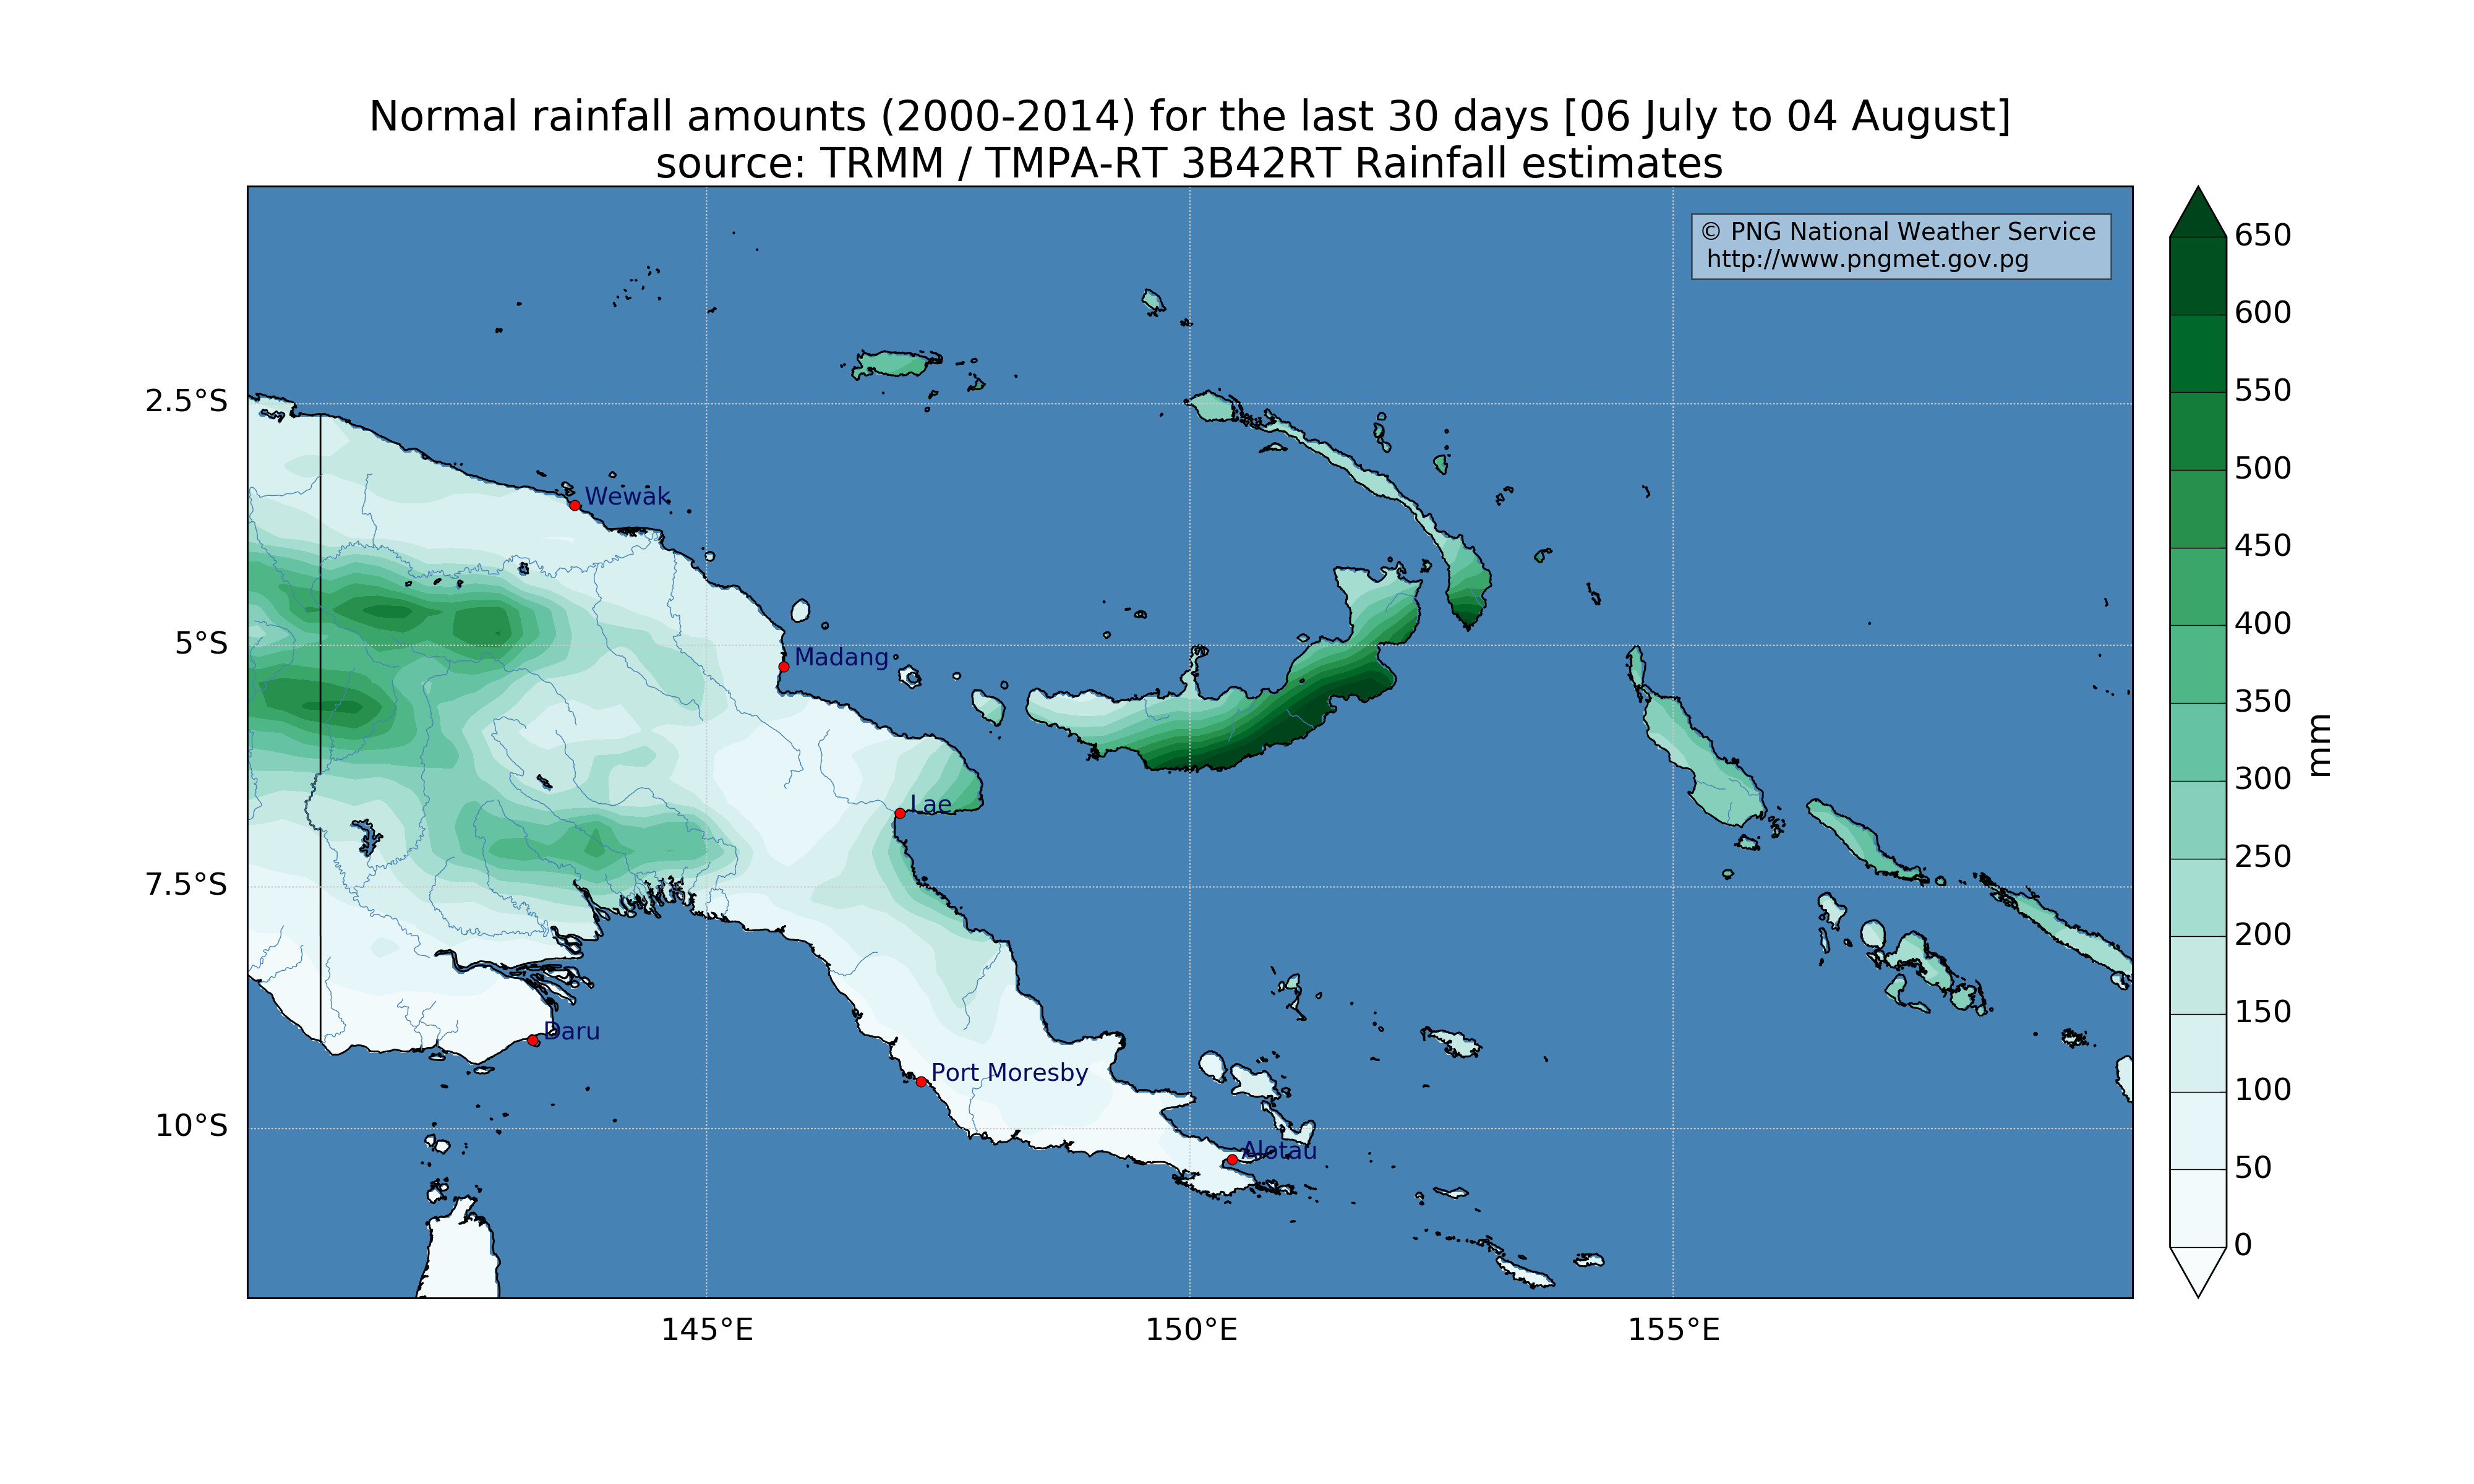 Normal rainfall amounts (2000-2014) for the last 30 days [06 July to 04 August]
source: TRMM / TMPA-RT 3B42RT Rainfall estimates
© PNG National Weather Service
http://www.pngmet.gov.pg
2.5°S
5°S
7.5°S
10°S
Wewak
Madang
Lae
Daru
Port Moresby
Alotau
145°E
150°E
155°E
650
600
550
500
450
400
350
300
250
200
150
100
50
0
mm